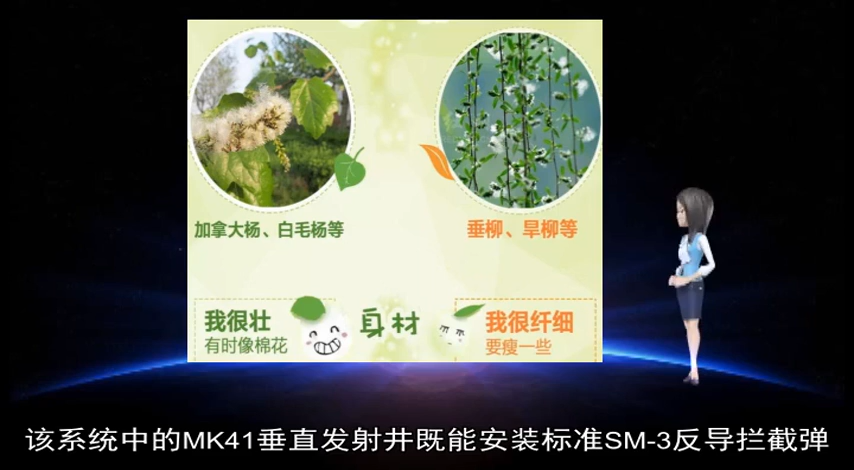 加拿大杨、白毛杨等
垂柳、旱柳等
我很壮
有时像棉花
身材
我很纤细
要瘦一些
该系统中的MK41垂直发射井既能安装标准SM-3反导拦截弹